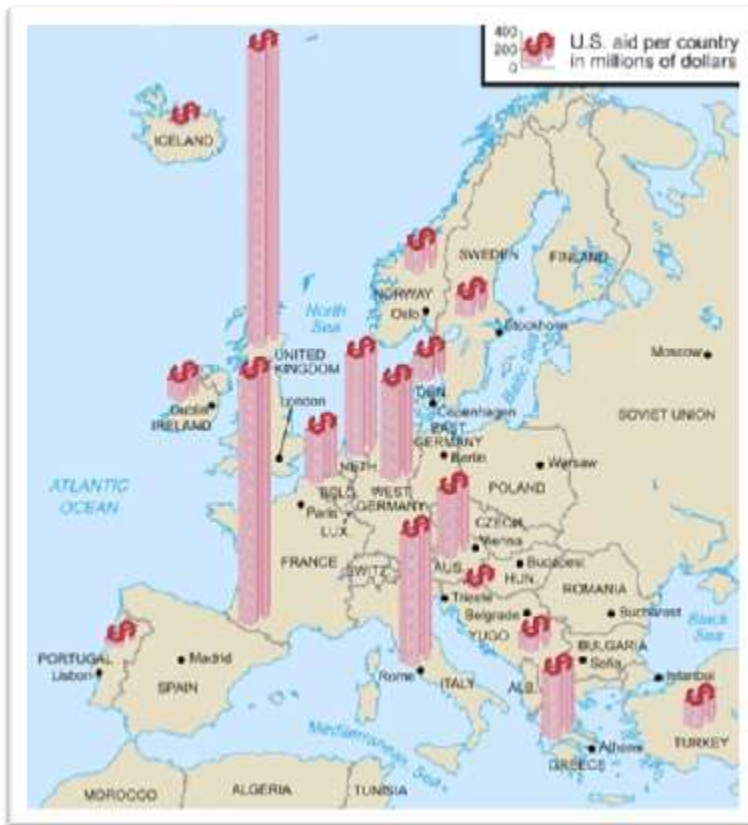 400
200
0
$
U.S. aid per country
in millions of dollars
$
$
ICELAND
$
SWEDEN
FINLAND
$
NORWAY
Oslo
North
Sea
Stockholm
Baltic Sea
Moscow
$
$
UNITED
KINGDOM
$
$
$
DEN.
Copenhagen
London
Dublin
IRELAND
SOVIET UNION
$
EAST
GERMANY
Berlin
NETH.
Warsaw
POLAND
ATLANTIC
OCEAN
BELG.
WEST
GERMANY
$
Paris
LUX.
CZECH.
Vienna
$
FRANCE
SWITZ.
AUS.
Budapest
HUN.
$
Trieste
ROMANIA
Belgrade
Bucharest
Black
Sea
$
YUGO.
$
BULGARIA
Sofia
PORTUGAL
Lisbon
Madrid
SPAIN
Rome
ITALY
ALB.
$
Istanbul
$
TURKEY
Mediterranean Sea
Athens
GREECE
MOROCCO
ALGERIA
TUNISIA